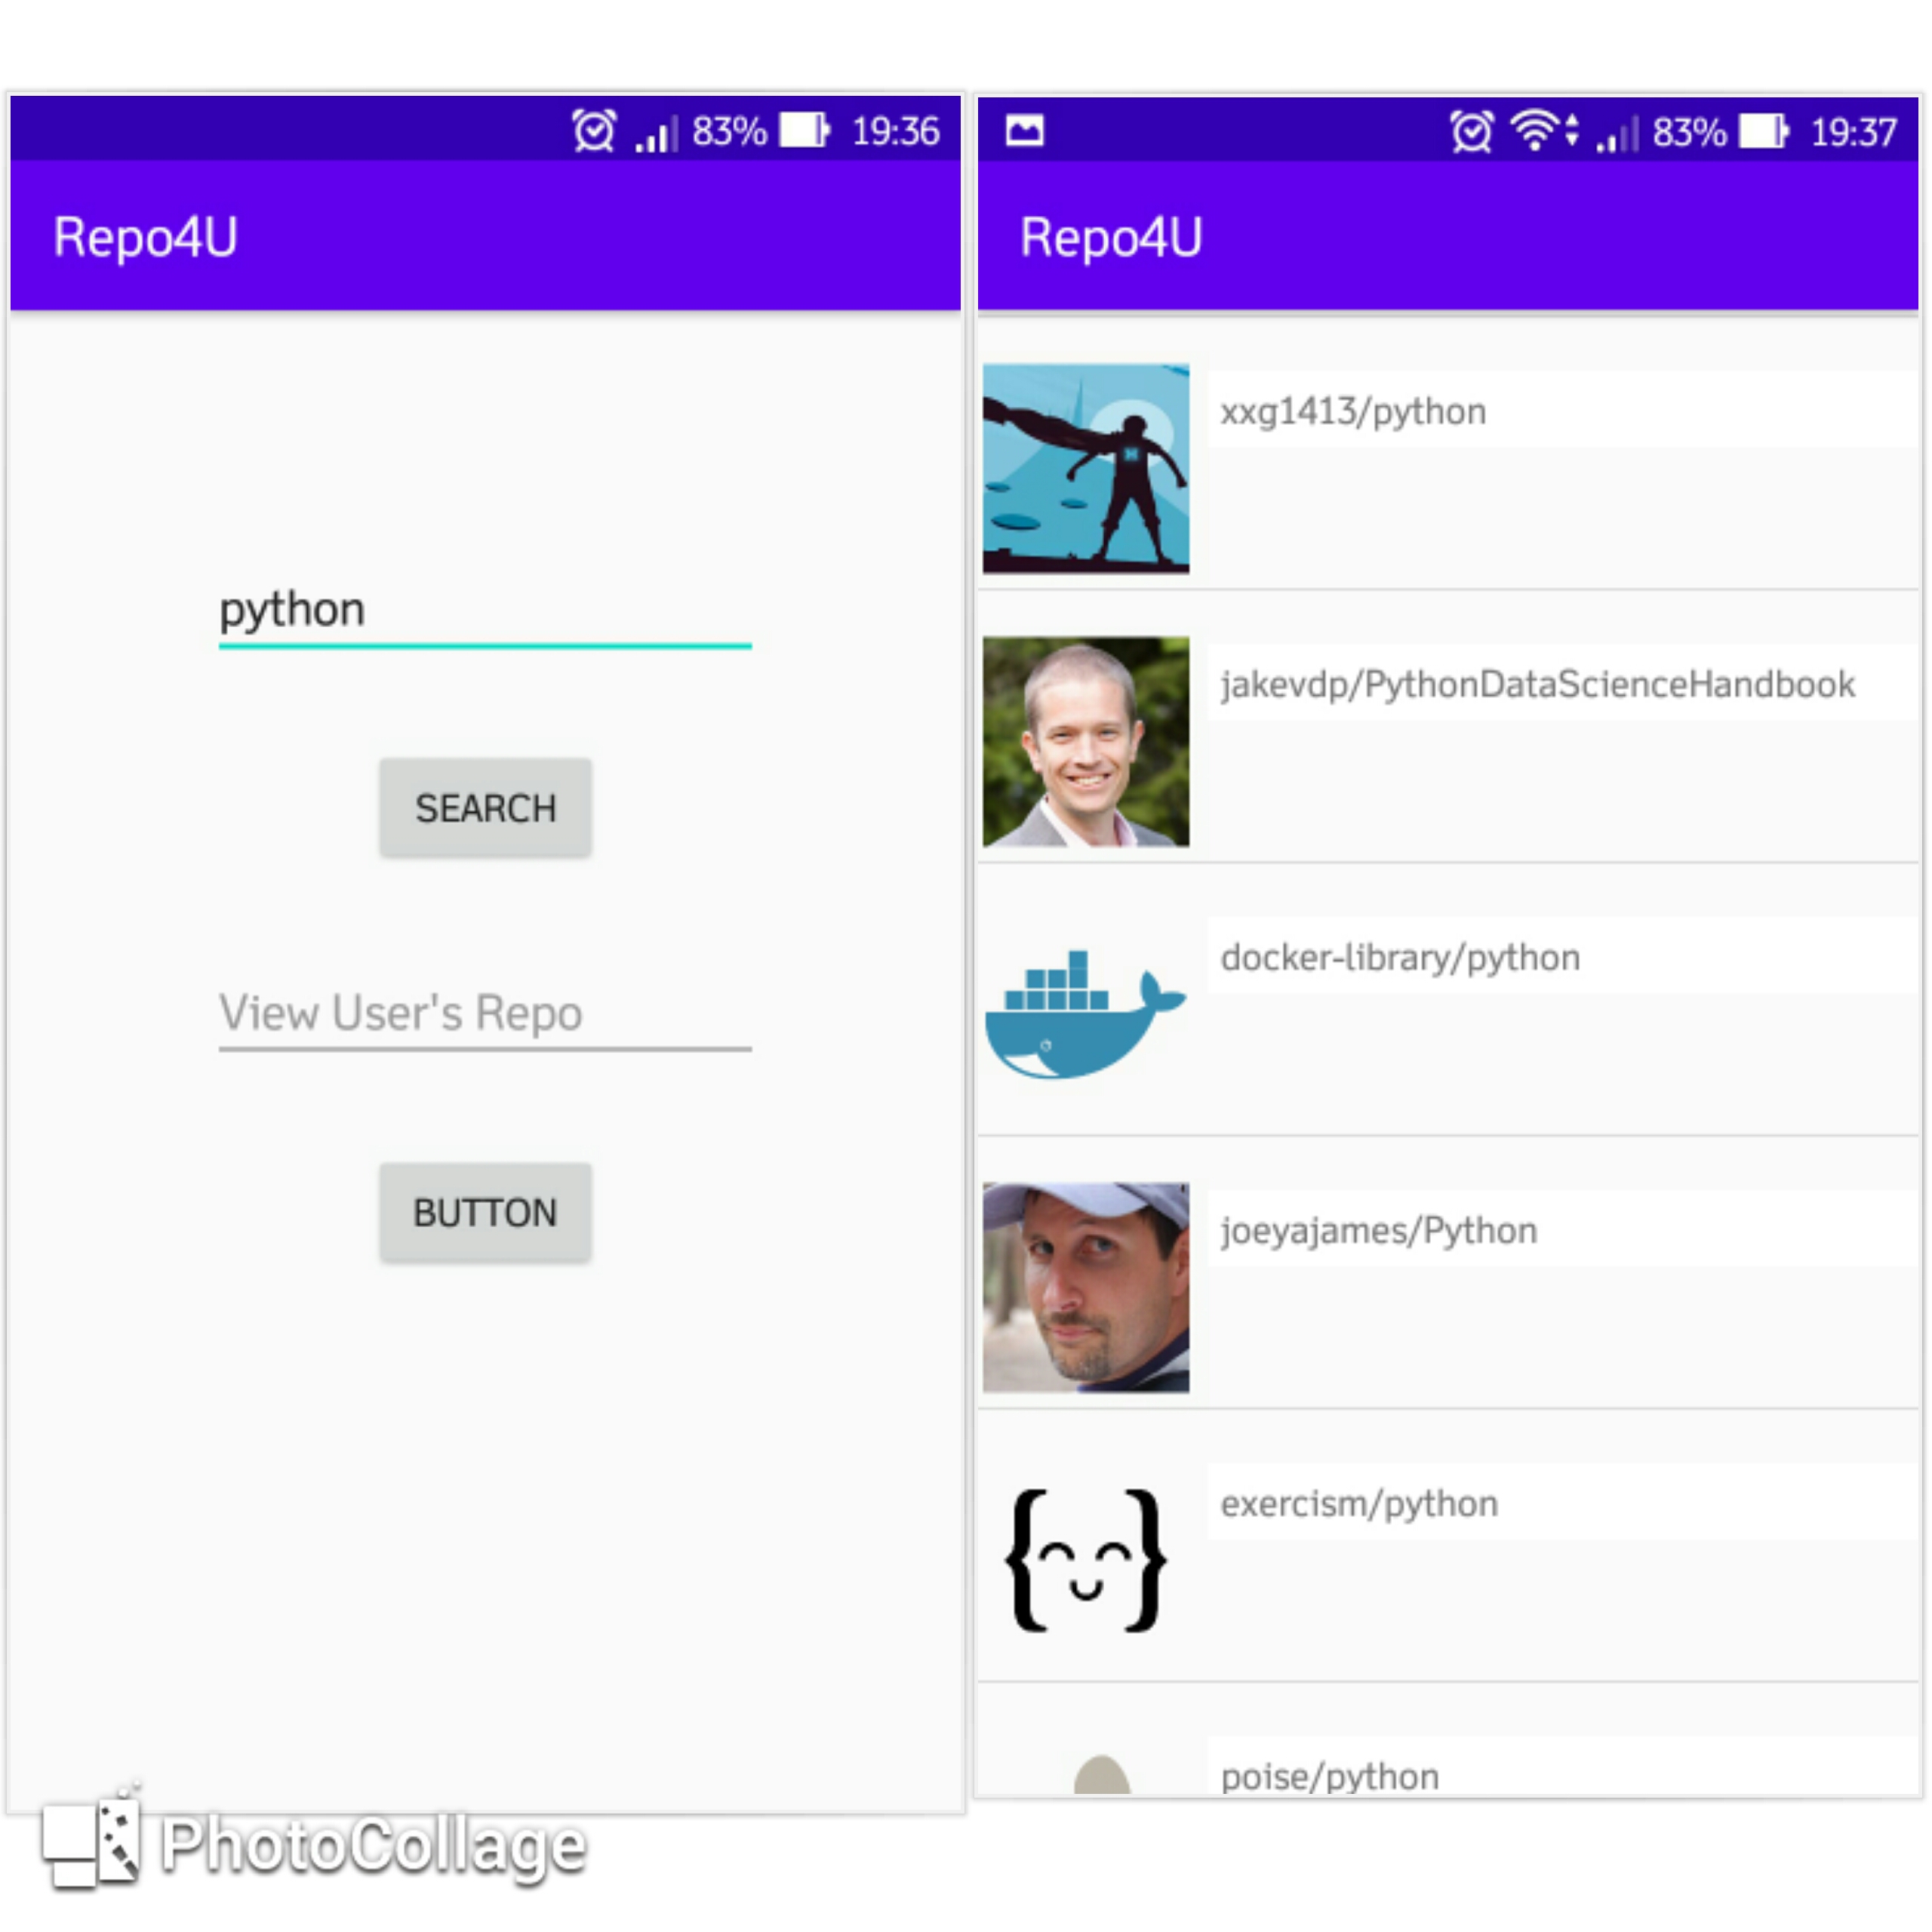 83% 19:36
Repo4U
python
SEARCH
View User's Repo
BUTTON
83% 19:37
Repo4U
xxg1413/python
jakevdp/PythonDataScienceHandbook
docker-library/python
joeyajames/Python
exercism/python
poise/python
PhotoCollage